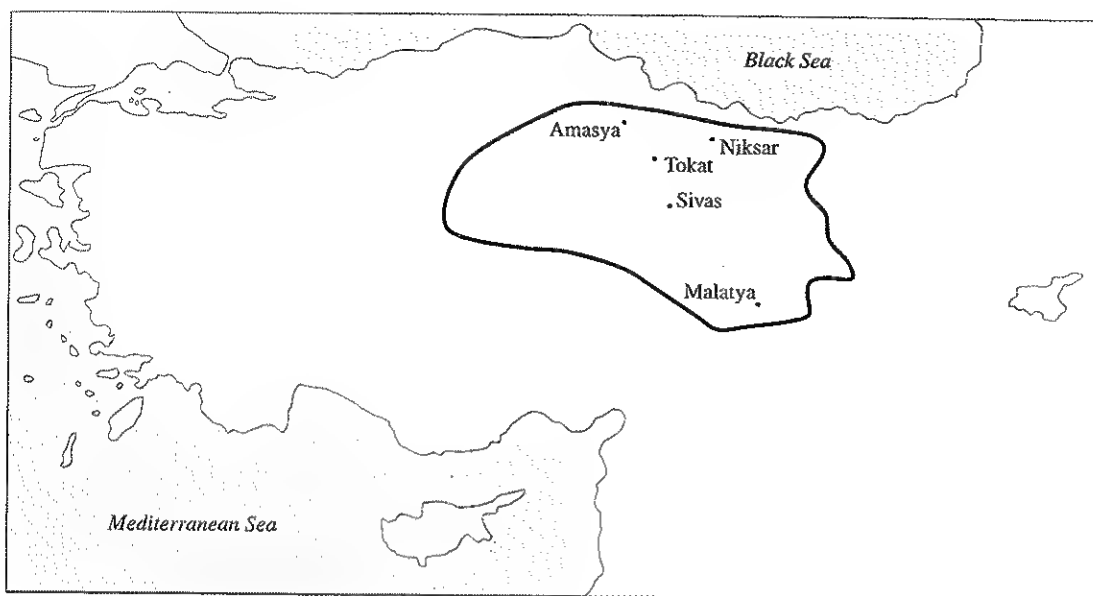 Black Sea
Amasya
Niksar
Tokat
Sivas
Malatya
Mediterranean Sea